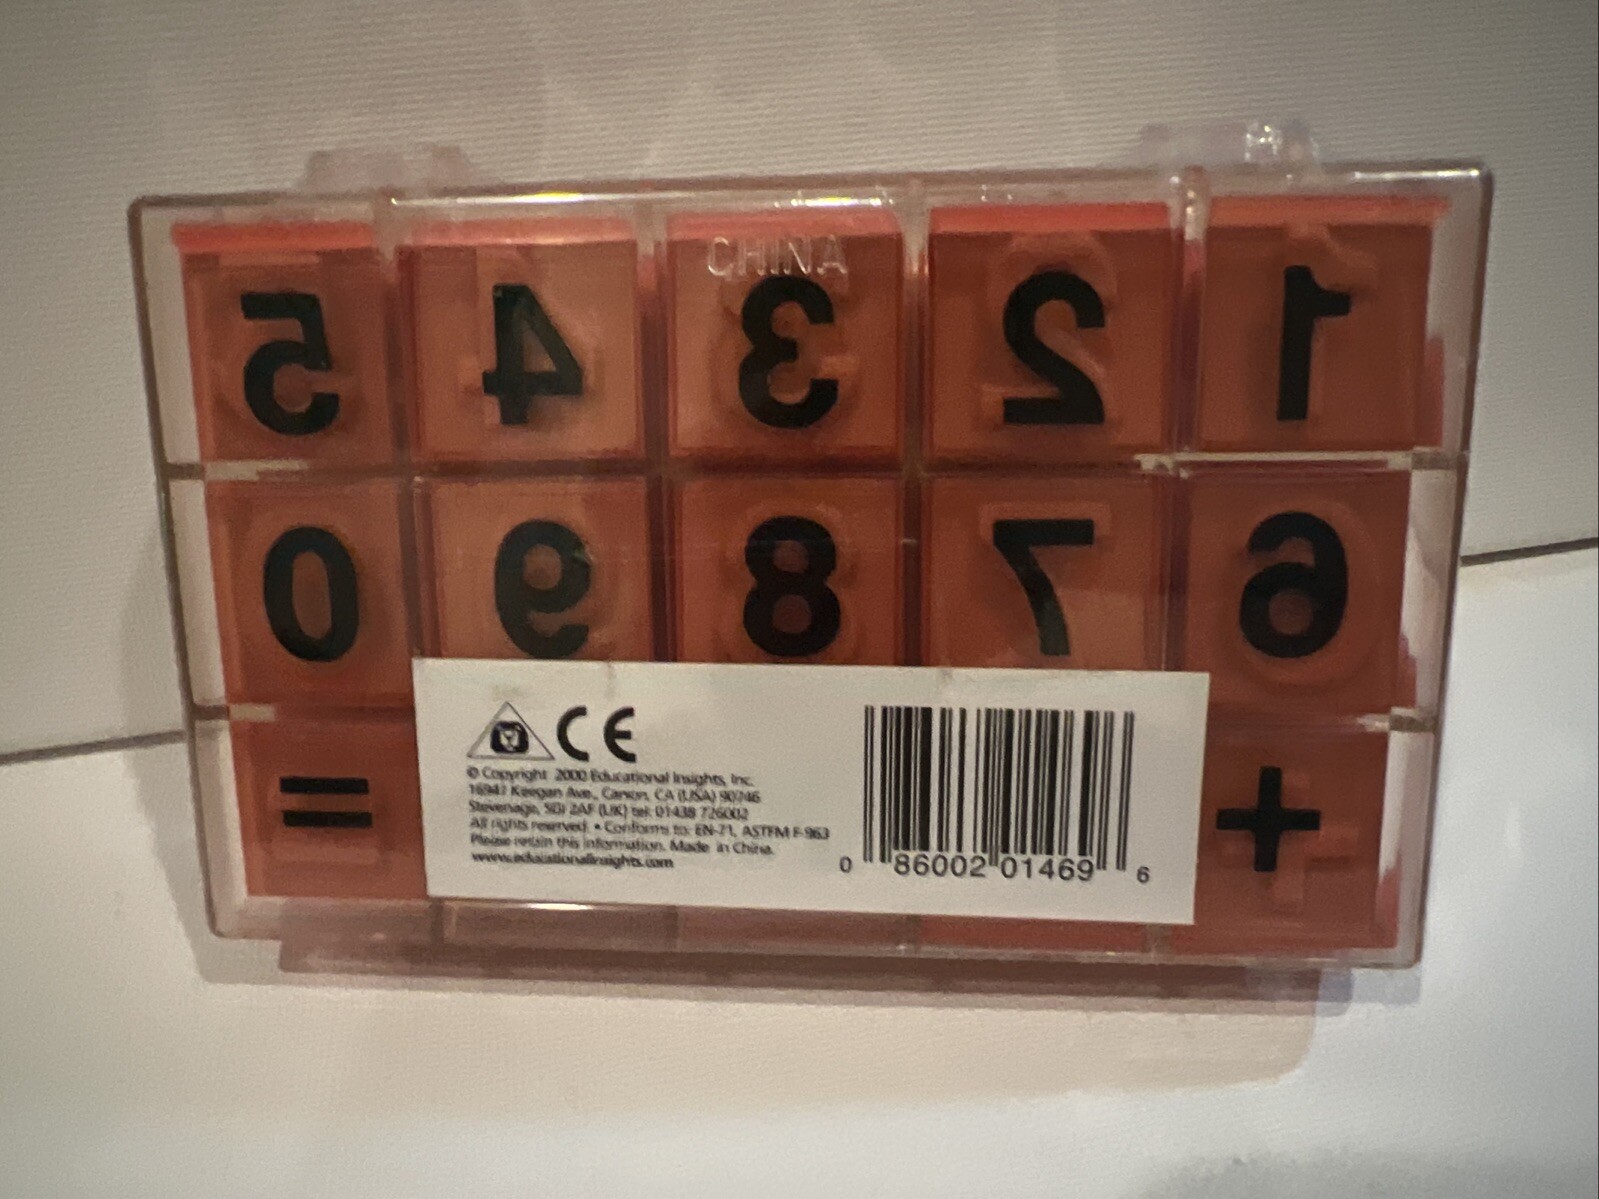 CHINA
5 4 3 2 1
0 9 8 7 6
= +
CE
© Copyright 2000 Educational Insights, Inc.
16941 Keegan Ave., Carson, CA (USA) 90746
Stevenage, SG1 2AF (UK) tel: 01438 726002
All rights reserved. • Conforms to: EN-71, ASTFM F-963
Please retain this information. Made in China.
www.educationalinsights.com
0 86002 01469 6